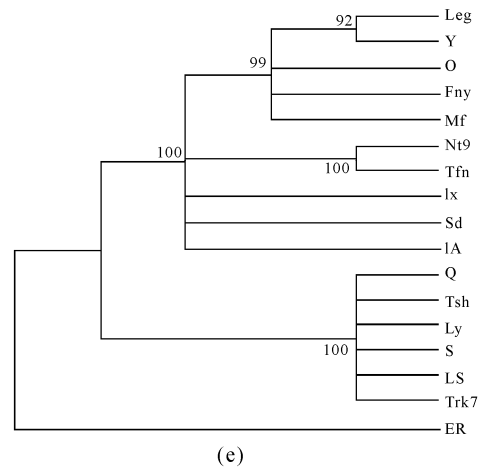 Leg
92
Y
99
O
Fny
Mf
100
Nt9
100
Tfn
lx
Sd
lA
Q
Tsh
Ly
100
S
LS
Trk7
ER
(e)